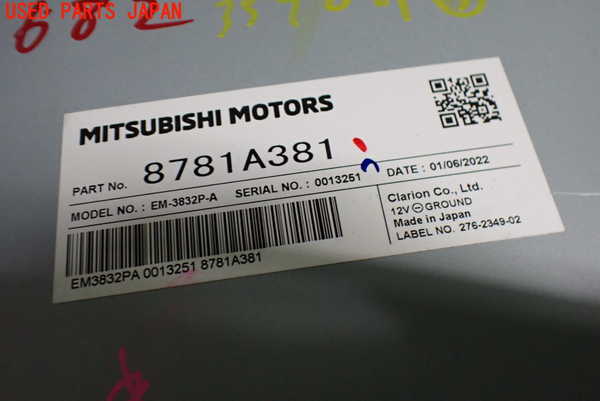 USED PARTS JAPAN
MITSUBISHI MOTORS
PART No. 8781A381
MODEL NO. : EM-3832P-A SERIAL NO. : 0013251 DATE : 01/06/2022
EM3832PA 0013251 8781A381
Clarion Co., Ltd.
12V ⊖ GROUND
Made in Japan
LABEL NO. 276-2349-02